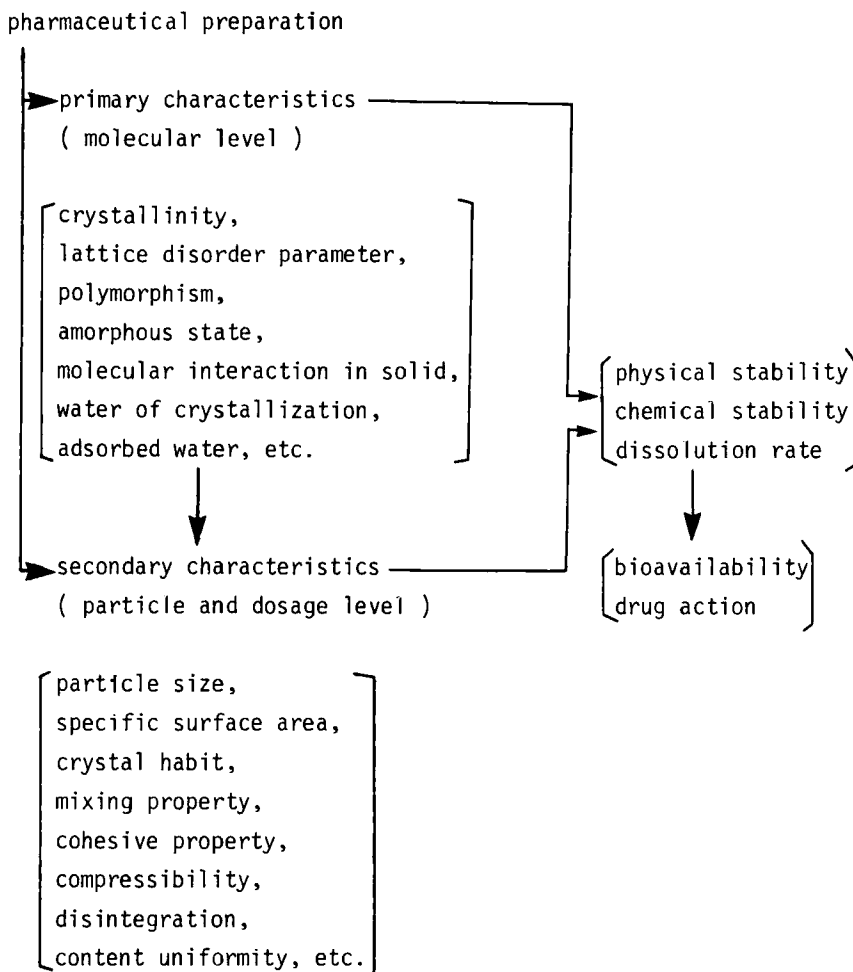 pharmaceutical preparation
primary characteristics
( molecular level )
crystallinity,
lattice disorder parameter,
polymorphism,
amorphous state,
molecular interaction in solid,
water of crystallization,
adsorbed water, etc.
physical stability
chemical stability
dissolution rate
secondary characteristics
( particle and dosage level )
bioavailability
drug action
particle size,
specific surface area,
crystal habit,
mixing property,
cohesive property,
compressibility,
disintegration,
content uniformity, etc.